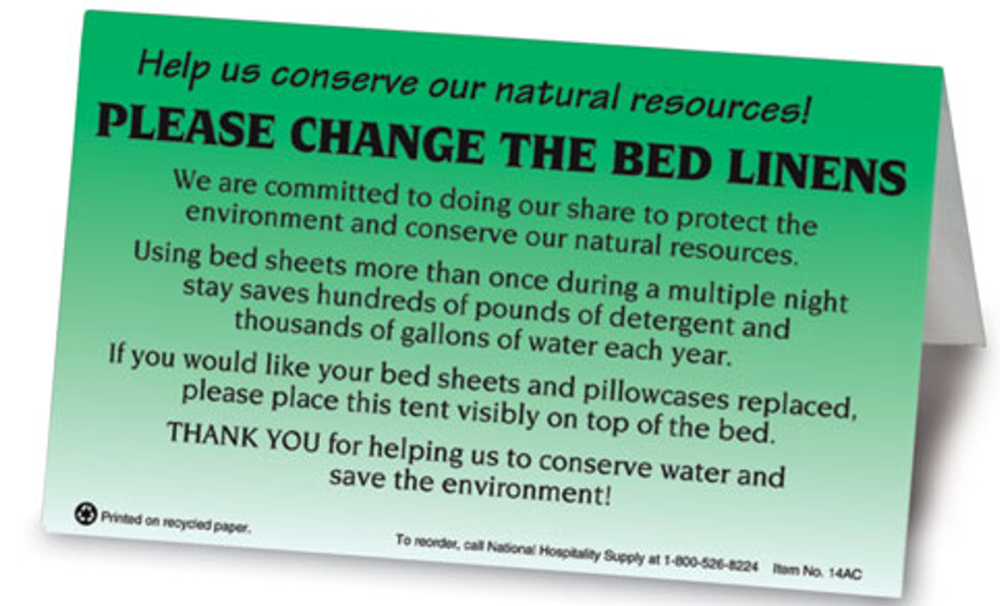 Help us conserve our natural resources!
PLEASE CHANGE THE BED LINENS
We are committed to doing our share to protect the
environment and conserve our natural resources.
Using bed sheets more than once during a multiple night
stay saves hundreds of pounds of detergent and
thousands of gallons of water each year.
If you would like your bed sheets and pillowcases replaced,
please place this tent visibly on top of the bed.
THANK YOU for helping us to conserve water and
save the environment!
Printed on recycled paper.
To reorder, call National Hospitality Supply at 1-800-526-8224 Item No. 14AC